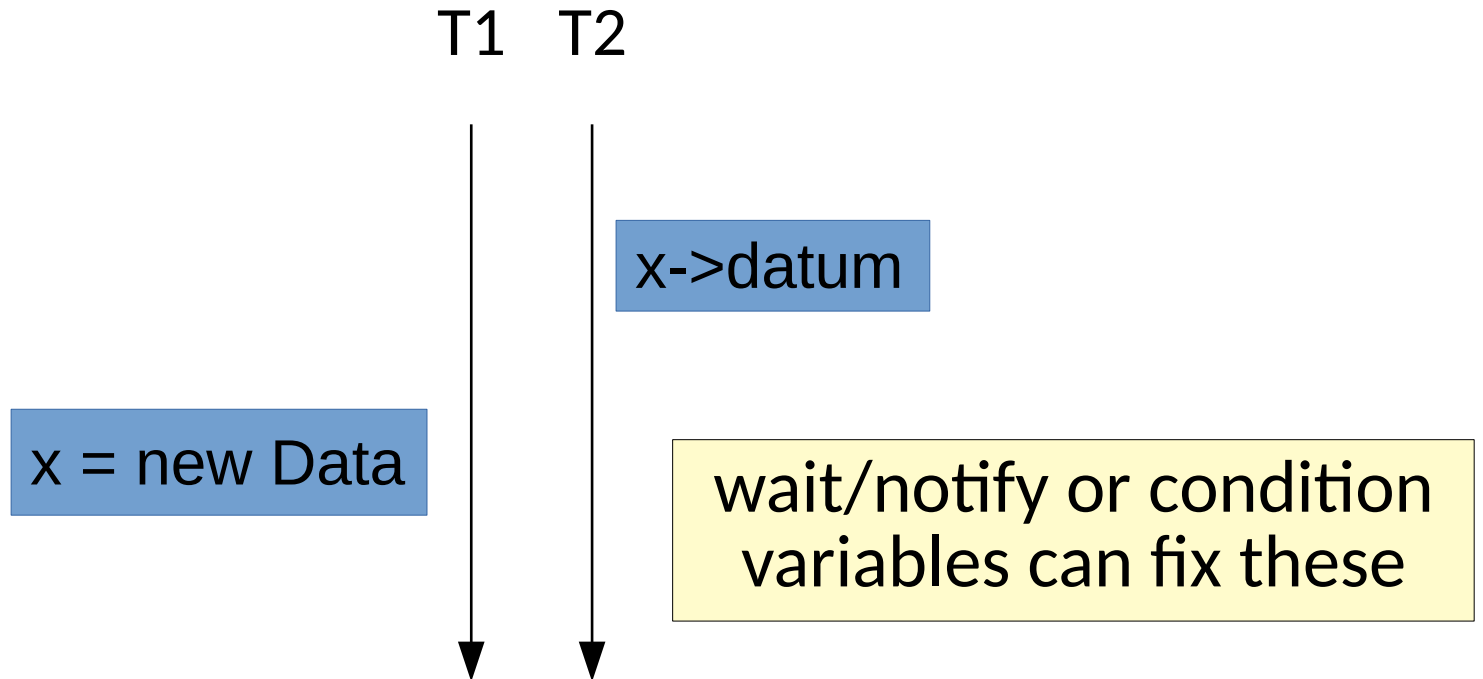 T1 T2
x->datum
x = new Data
wait/notify or condition
variables can fix these